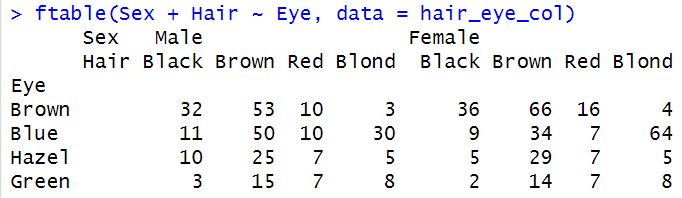 > ftable(Sex + Hair ~ Eye, data = hair_eye_col)
      Sex   Male                 Female
      Hair Black Brown Red Blond  Black Brown Red Blond
Eye
Brown         32    53  10     3     36    66  16     4
Blue          11    50  10    30      9    34   7    64
Hazel         10    25   7     5      5    29   7     5
Green          3    15   7     8      2    14   7     8